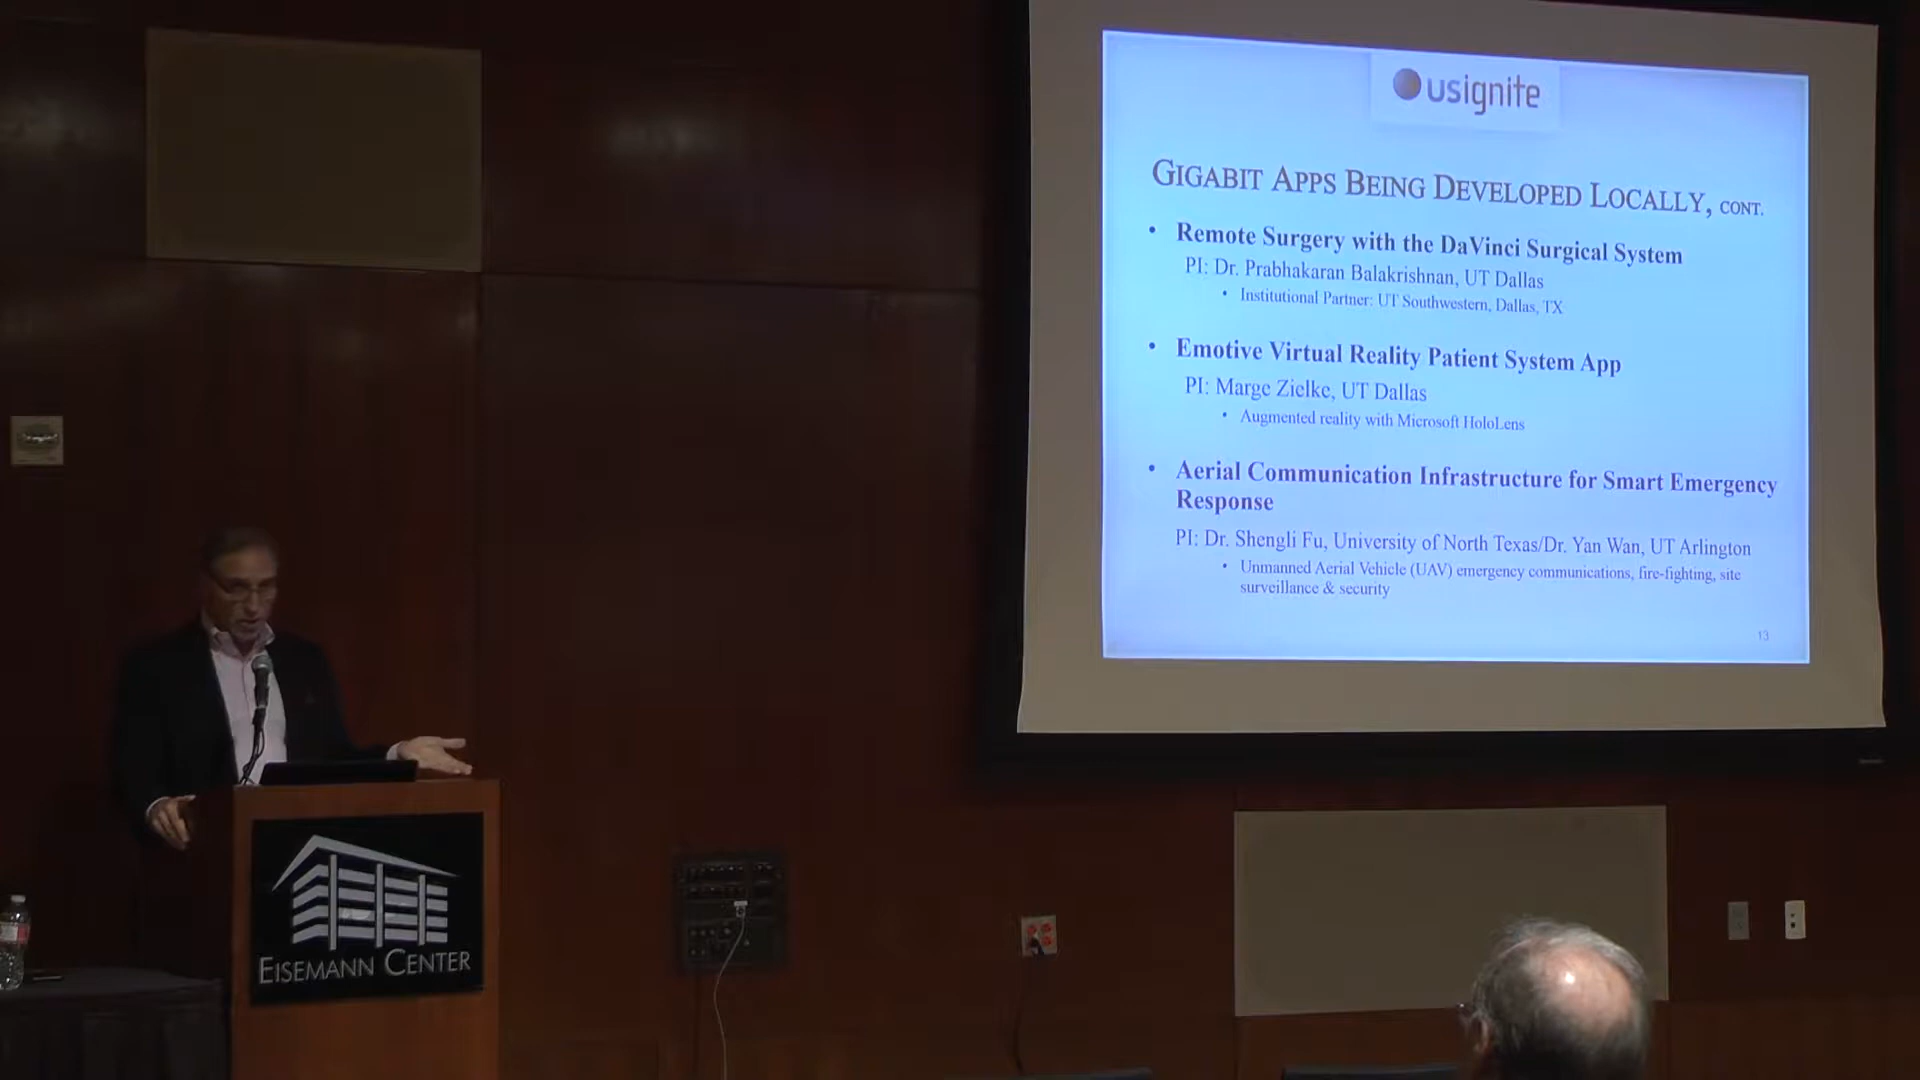 usignite
GIGABIT APPS BEING DEVELOPED LOCALLY, CONT.
• Remote Surgery with the DaVinci Surgical System
PI: Dr. Prabhakaran Balakrishnan, UT Dallas
• Institutional Partner: UT Southwestern, Dallas, TX
• Emotive Virtual Reality Patient System App
PI: Marge Zielke, UT Dallas
• Augmented reality with Microsoft HoloLens
• Aerial Communication Infrastructure for Smart Emergency
Response
PI: Dr. Shengli Fu, University of North Texas/Dr. Yan Wan, UT Arlington
• Unmanned Aerial Vehicle (UAV) emergency communications, fire-fighting, site
surveillance & security
13
EISEMANN CENTER